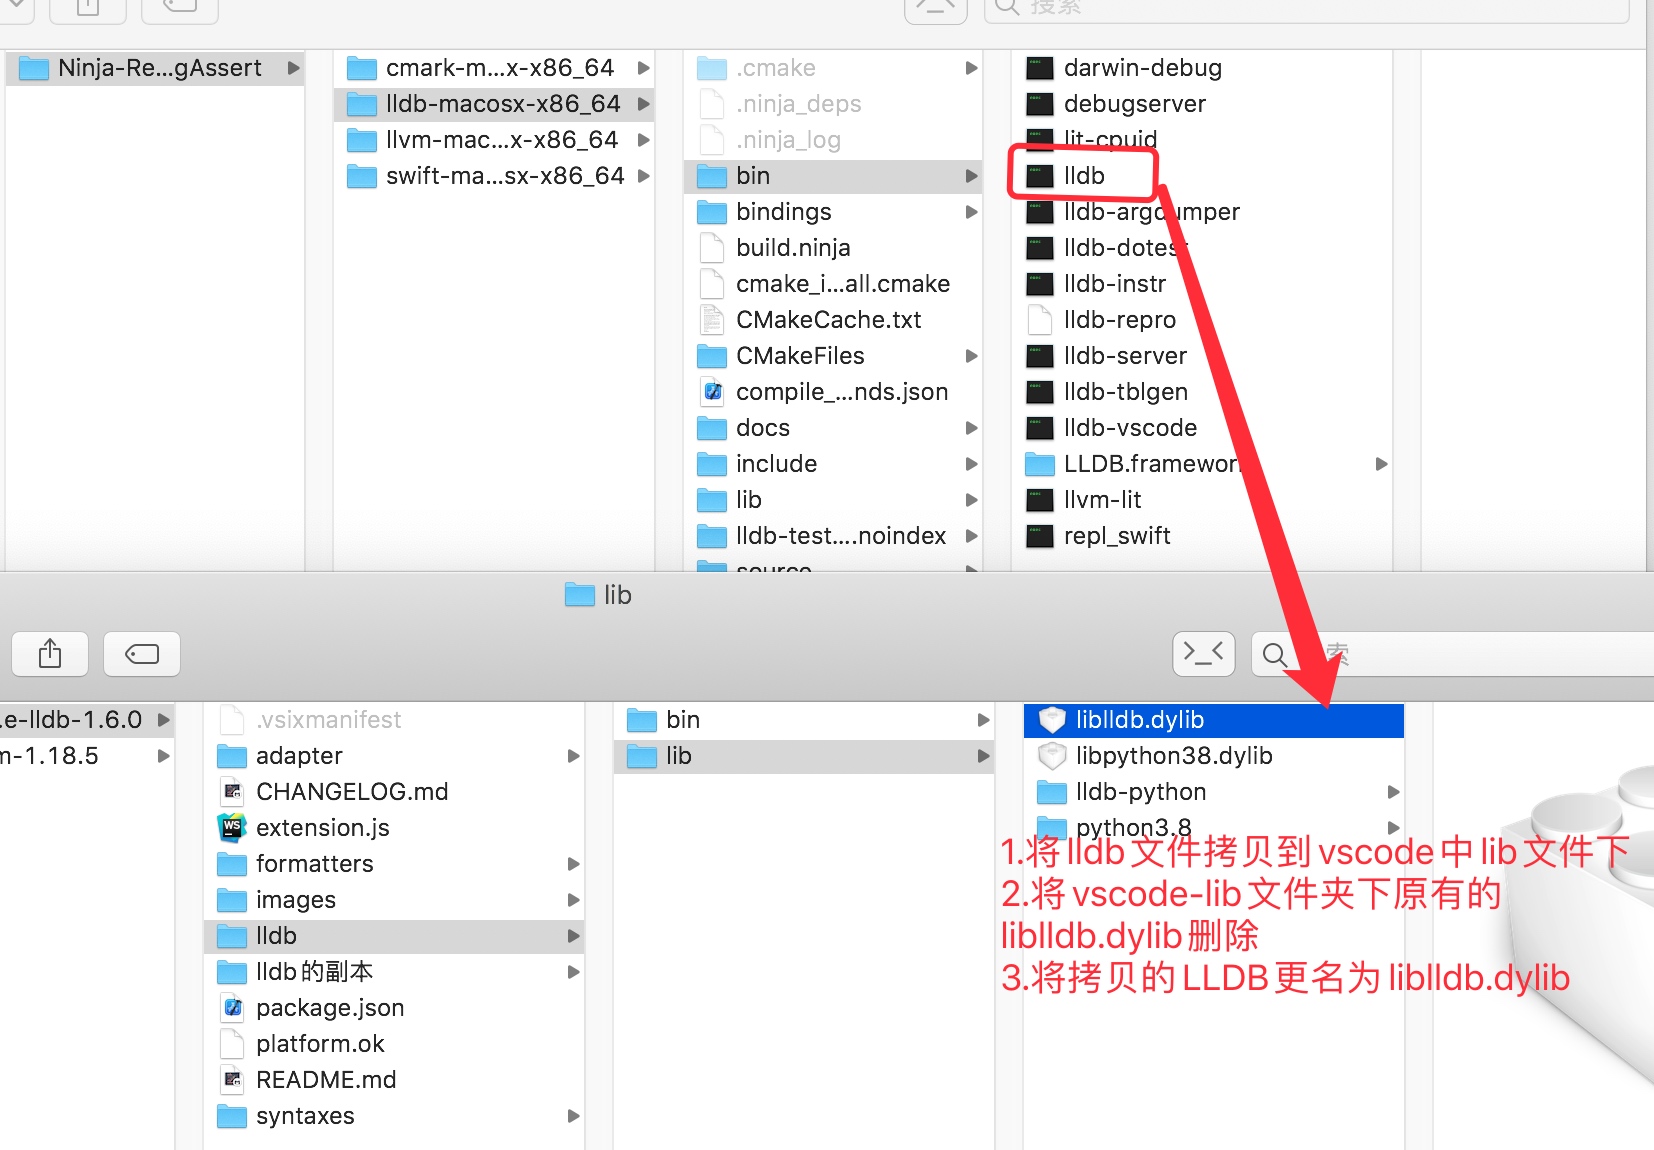 搜索
Ninja-Re...gAssert
cmark-m...x-x86_64
lldb-macosx-x86_64
llvm-mac...x-x86_64
swift-ma...sx-x86_64
.cmake
.ninja_deps
.ninja_log
bin
bindings
build.ninja
cmake_i...all.cmake
CMakeCache.txt
CMakeFiles
compile_...nds.json
docs
include
lib
lldb-test....noindex
source
darwin-debug
debugserver
lit-cpuid
lldb
lldb-argdumper
lldb-dotest
lldb-instr
lldb-repro
lldb-server
lldb-tblgen
lldb-vscode
LLDB.framework
llvm-lit
repl_swift
lib
索
.e-lldb-1.6.0
m-1.18.5
.vsixmanifest
adapter
CHANGELOG.md
extension.js
formatters
images
lldb
lldb的副本
package.json
platform.ok
README.md
syntaxes
bin
lib
liblldb.dylib
libpython38.dylib
lldb-python
python3.8
1.将lldb文件拷贝到vscode中lib文件下
2.将vscode-lib文件夹下原有的
liblldb.dylib删除
3.将拷贝的LLDB更名为liblldb.dylib